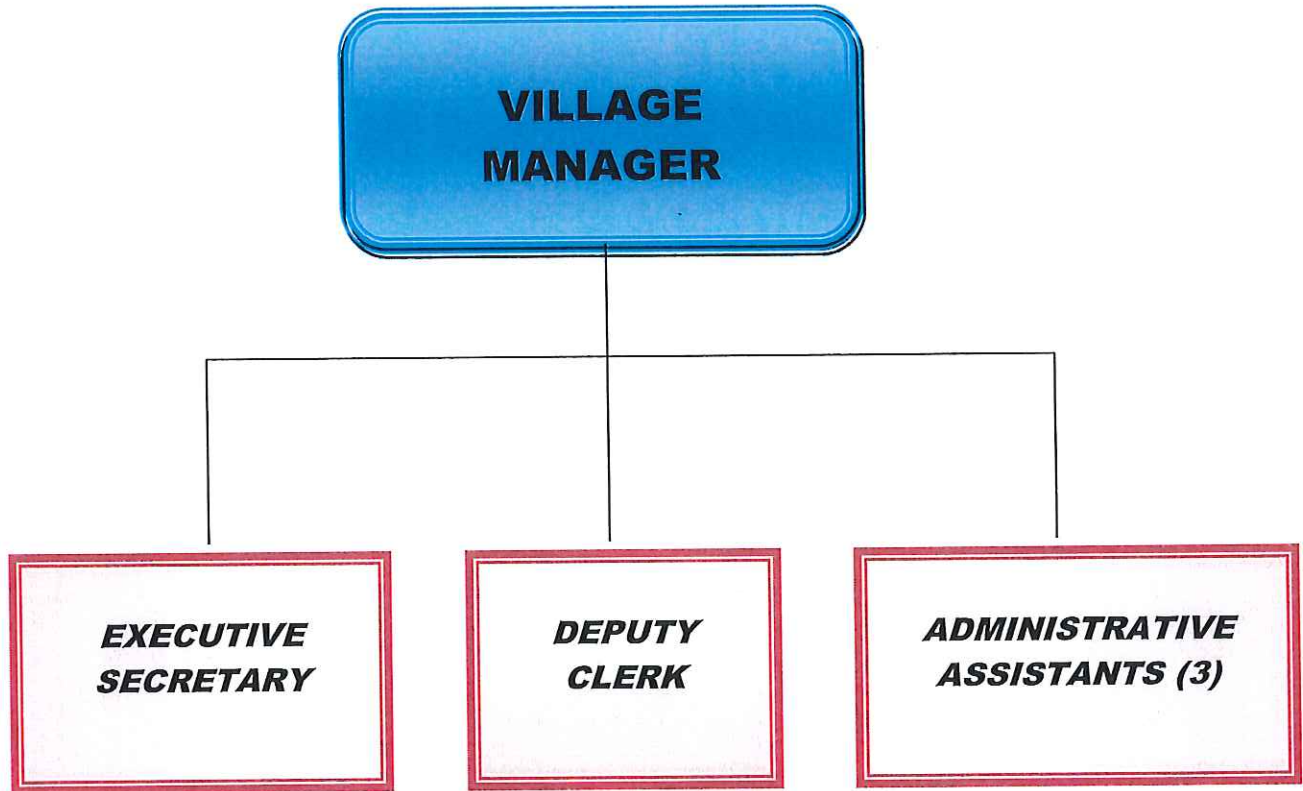 VILLAGE
MANAGER
EXECUTIVE
SECRETARY
DEPUTY
CLERK
ADMINISTRATIVE
ASSISTANTS (3)